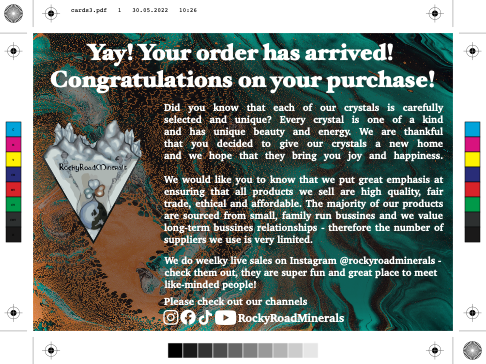 cards3.pdf 1 30.05.2022 10:26
Yay! Your order has arrived!
Congratulations on your purchase!
Did you know that each of our crystals is carefully
selected and unique? Every crystal is one of a kind
and has unique beauty and energy. We are thankful
that you decided to give our crystals a new home
and we hope that they bring you joy and happiness.
RockyRoadMinerals
We would like you to know that we put great emphasis at
ensuring that all products we sell are high quality, fair
trade, ethical and affordable. The majority of our products
are sourced from small, family run bussines and we value
long-term bussines relationships - therefore the number of
suppliers we use is very limited.
We do weelky live sales on Instagram @rockyroadminerals -
check them out, they are super fun and great place to meet
like-minded people!
Please check out our channels
RockyRoadMinerals